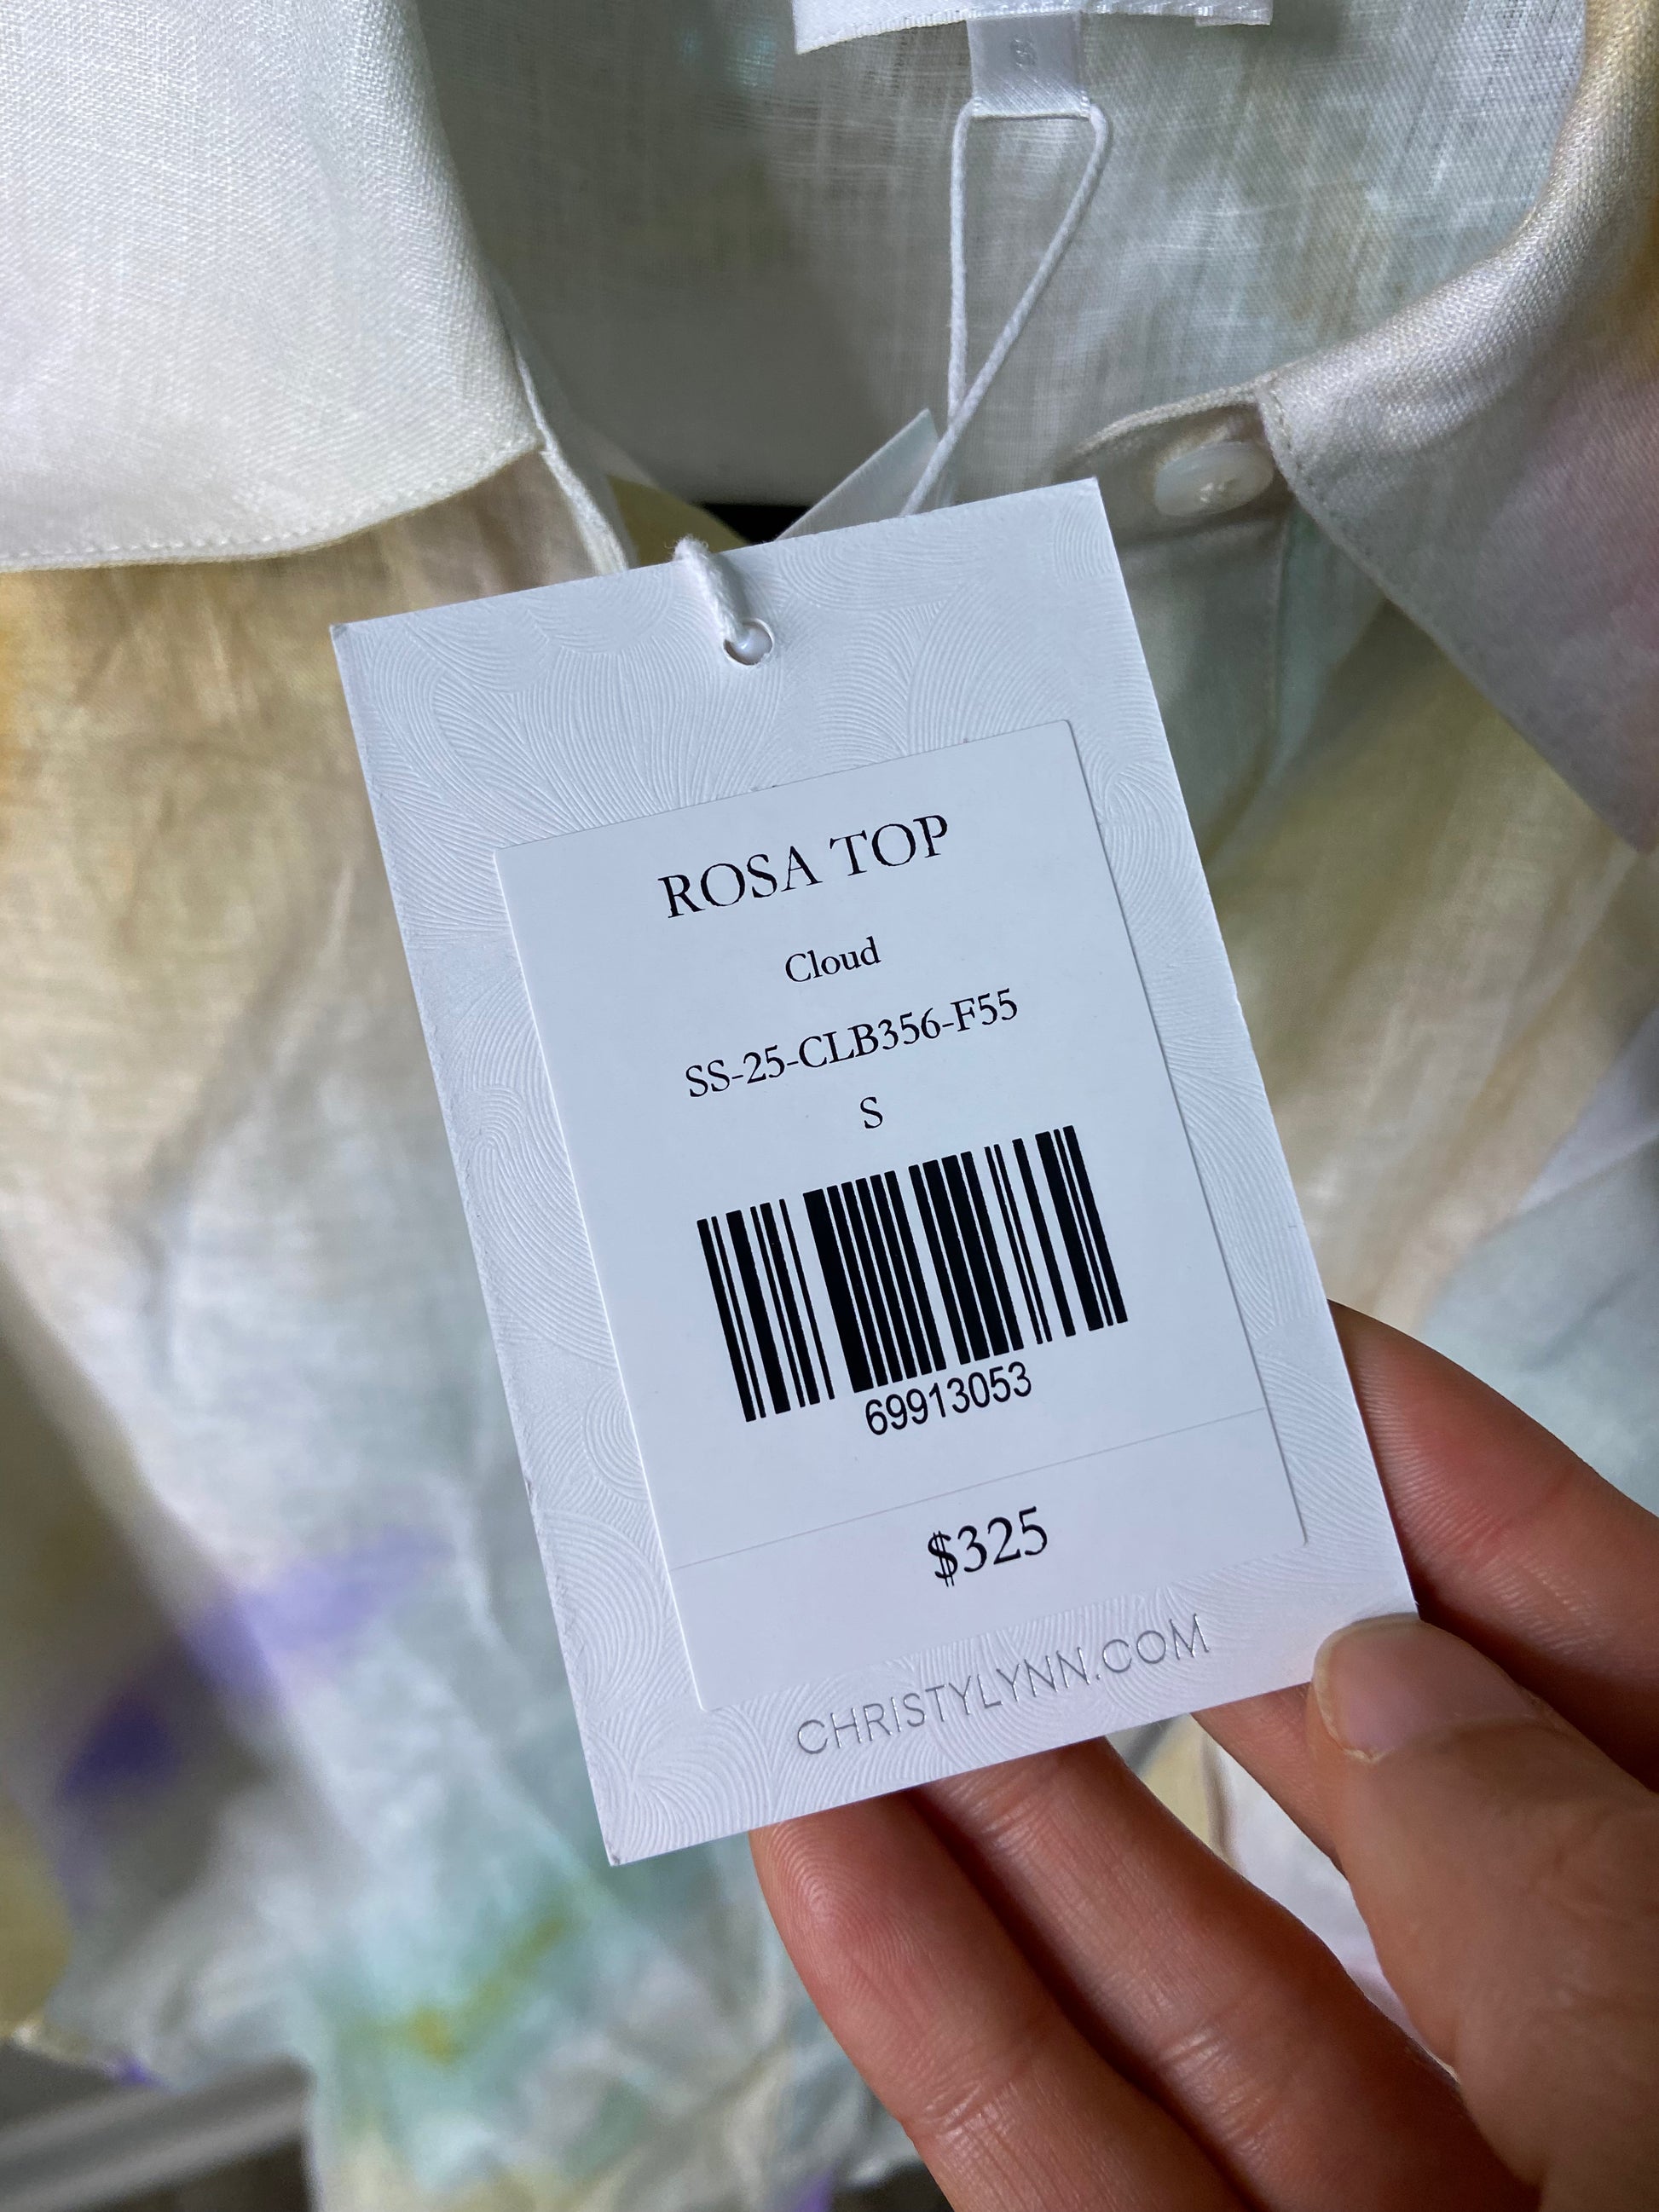 ROSA TOP
Cloud
SS-25-CLB356-F55
S
69913053
$325
CHRISTYLYNN.COM